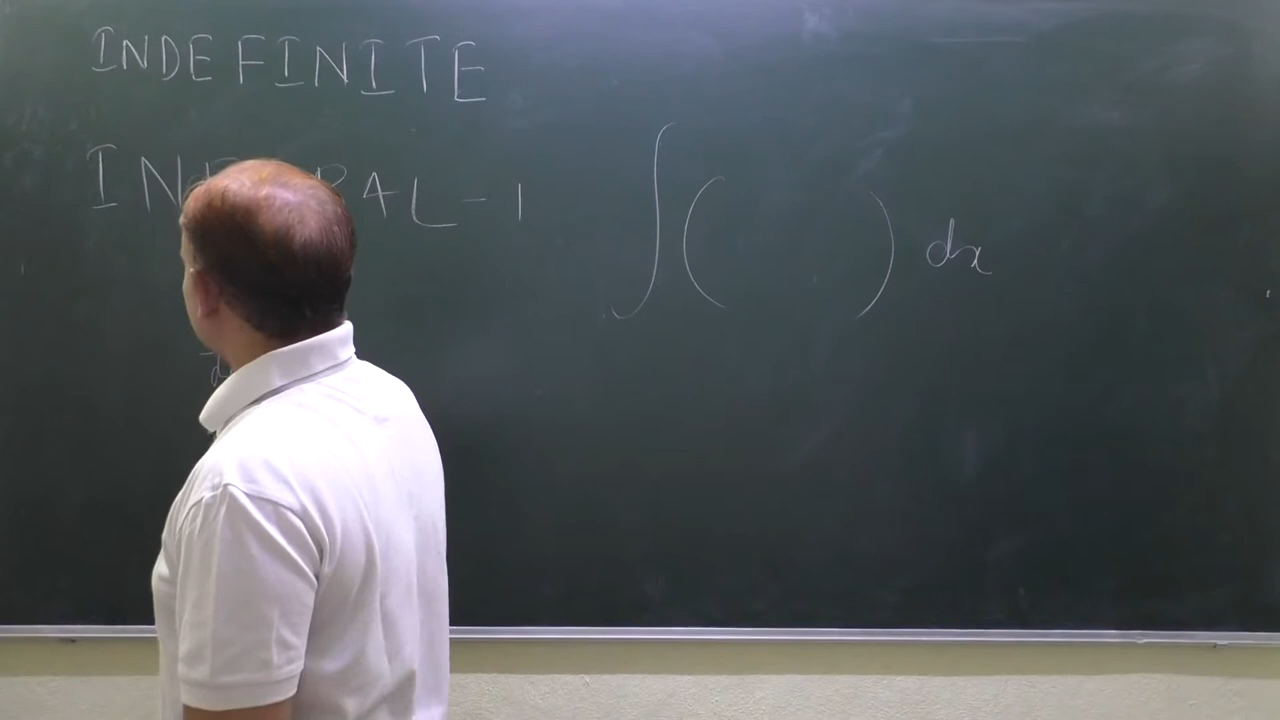 INDEFINITE
INTEGRAL-1
∫( ) dx